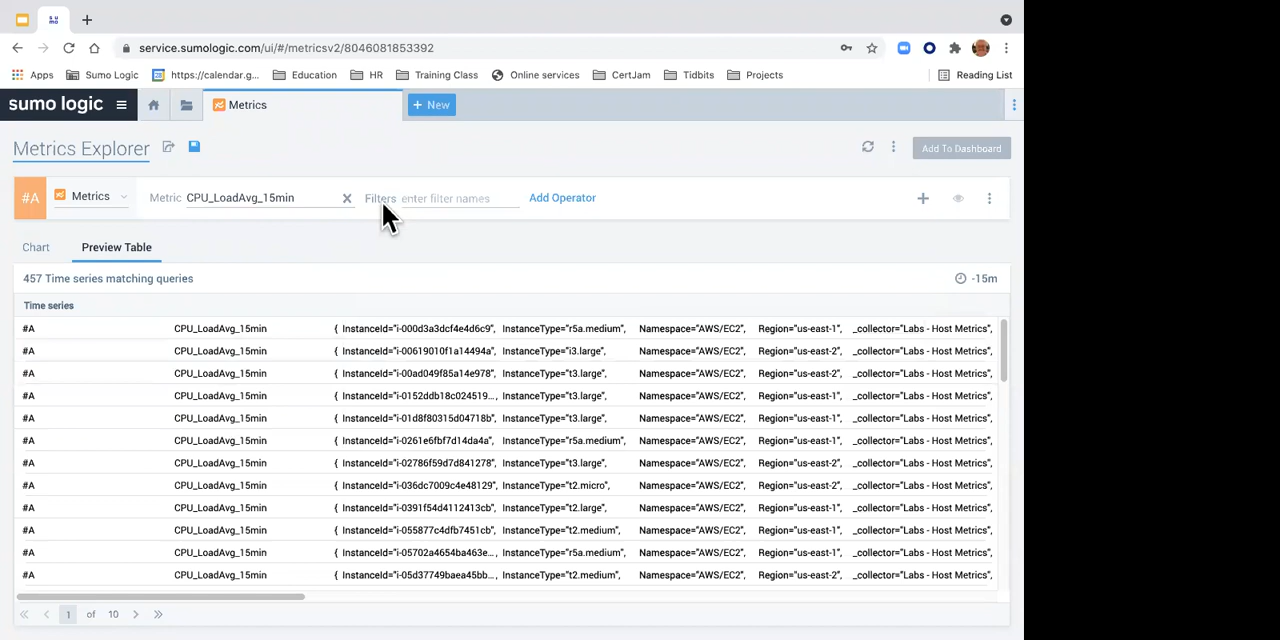 su mo
service.sumologic.com/ui/#/metricsv2/8046081853392
Apps Sumo Logic https://calendar.g... Education HR Training Class Online services CertJam Tidbits Projects Reading List
sumo logic Metrics + New
Metrics Explorer Add To Dashboard
#A Metrics Metric CPU_LoadAvg_15min Filters enter filter names Add Operator
Chart Preview Table
457 Time series matching queries -15m
Time series
#A CPU_LoadAvg_15min { InstanceId="i-000d3a3dcf4e4d6c9", InstanceType="r5a.medium", Namespace="AWS/EC2", Region="us-east-1", _collector="Labs - Host Metrics",
#A CPU_LoadAvg_15min { InstanceId="i-00619010f1a14494a", InstanceType="i3.large", Namespace="AWS/EC2", Region="us-east-2", _collector="Labs - Host Metrics",
#A CPU_LoadAvg_15min { InstanceId="i-00ad049f85a14e978", InstanceType="t3.large", Namespace="AWS/EC2", Region="us-east-2", _collector="Labs - Host Metrics",
#A CPU_LoadAvg_15min { InstanceId="i-0152ddb18c024519..., InstanceType="t3.large", Namespace="AWS/EC2", Region="us-east-1", _collector="Labs - Host Metrics",
#A CPU_LoadAvg_15min { InstanceId="i-01d8f80315d04718b", InstanceType="t3.large", Namespace="AWS/EC2", Region="us-east-1", _collector="Labs - Host Metrics",
#A CPU_LoadAvg_15min { InstanceId="i-0261e6fbf7d14da4a", InstanceType="r5a.medium", Namespace="AWS/EC2", Region="us-east-1", _collector="Labs - Host Metrics",
#A CPU_LoadAvg_15min { InstanceId="i-02786f59d7d841278", InstanceType="t3.large", Namespace="AWS/EC2", Region="us-east-2", _collector="Labs - Host Metrics",
#A CPU_LoadAvg_15min { InstanceId="i-036dc7009c4e48129", InstanceType="t2.micro", Namespace="AWS/EC2", Region="us-east-2", _collector="Labs - Host Metrics",
#A CPU_LoadAvg_15min { InstanceId="i-0391f54d4112413cb", InstanceType="t2.large", Namespace="AWS/EC2", Region="us-east-1", _collector="Labs - Host Metrics",
#A CPU_LoadAvg_15min { InstanceId="i-055877c4dfb7451cb", InstanceType="t2.medium", Namespace="AWS/EC2", Region="us-east-1", _collector="Labs - Host Metrics",
#A CPU_LoadAvg_15min { InstanceId="i-05702a4654ba463e..., InstanceType="r5a.medium", Namespace="AWS/EC2", Region="us-east-1", _collector="Labs - Host Metrics",
#A CPU_LoadAvg_15min { InstanceId="i-05d37749baea45bb..., InstanceType="t2.medium", Namespace="AWS/EC2", Region="us-east-2", _collector="Labs - Host Metrics",
1 of 10